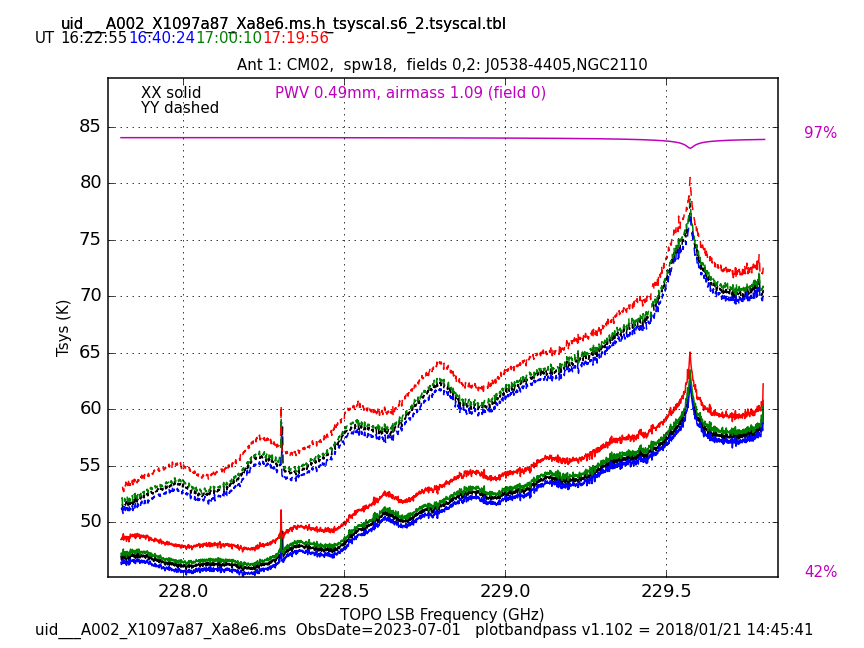 uid___A002_X1097a87_Xa8e6.ms.h_tsyscal.s6_2.tsyscal.tbl
UT 16:22:55 16:40:24 17:00:10 17:19:56
Ant 1: CM02, spw18, fields 0,2: J0538-4405,NGC2110
XX solid
PWV 0.49mm, airmass 1.09 (field 0)
YY dashed
85
97%
80
75
70
65
60
55
50
42%
Tsys (K)
228.0 228.5 229.0 229.5
TOPO LSB Frequency (GHz)
uid___A002_X1097a87_Xa8e6.ms ObsDate=2023-07-01 plotbandpass v1.102 = 2018/01/21 14:45:41